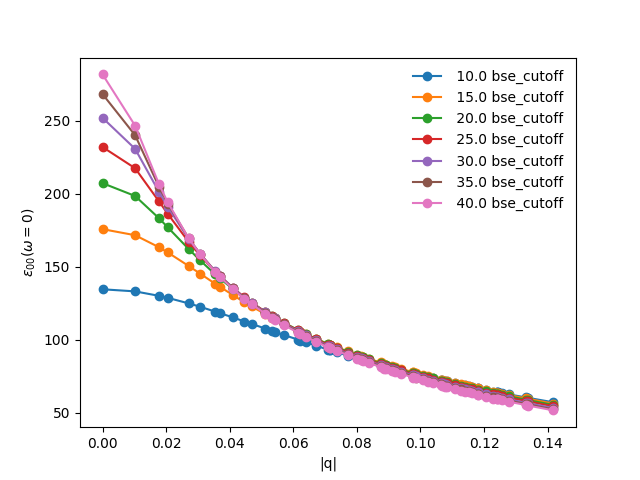 10.0 bse_cutoff
15.0 bse_cutoff
20.0 bse_cutoff
25.0 bse_cutoff
30.0 bse_cutoff
35.0 bse_cutoff
40.0 bse_cutoff
250
200
150
100
50
ε₀₀(ω = 0)
0.00 0.02 0.04 0.06 0.08 0.10 0.12 0.14
|q|